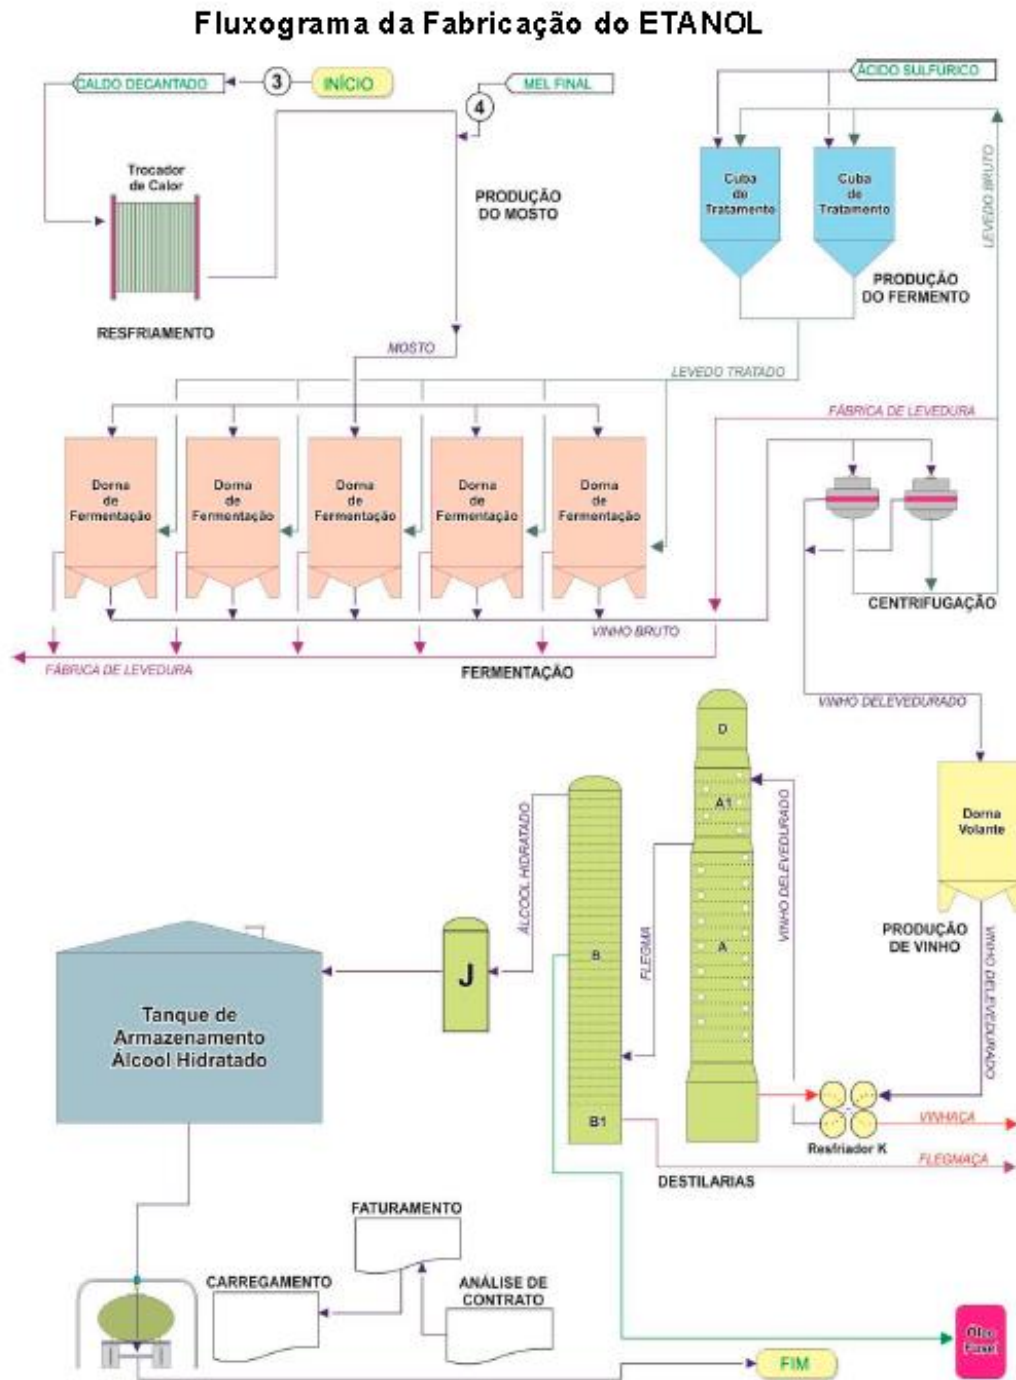 Fluxograma da Fabricação do ETANOL
CALDO DECANTADO
3
INÍCIO
4
MEL FINAL
ÁCIDO SULFÚRICO
Trocador
de Calor
RESFRIAMENTO
PRODUÇÃO
DO MOSTO
Cuba
de
Tratamento
Cuba
de
Tratamento
LEVEDO BRUTO
PRODUÇÃO
DO FERMENTO
MOSTO
LEVEDO TRATADO
FÁBRICA DE LEVEDURA
Dorna
de
Fermentação
Dorna
de
Fermentação
Dorna
de
Fermentação
Dorna
de
Fermentação
Dorna
de
Fermentação
CENTRIFUGAÇÃO
VINHO BRUTO
FÁBRICA DE LEVEDURA
FERMENTAÇÃO
VINHO DELEVEDURADO
D
A1
A
VINHO DELEVEDURADO
Dorna
Volante
PRODUÇÃO
DE VINHO
VINHO DELEVEDURADO
ÁLCOOL HIDRATADO
FLEGMA
B
B1
J
Tanque de
Armazenamento
Álcool Hidratado
Resfriador K
VINHAÇA
FLEGMAÇA
DESTILARIAS
FATURAMENTO
CARREGAMENTO
ANÁLISE DE
CONTRATO
FIM
Óleo
Fusel